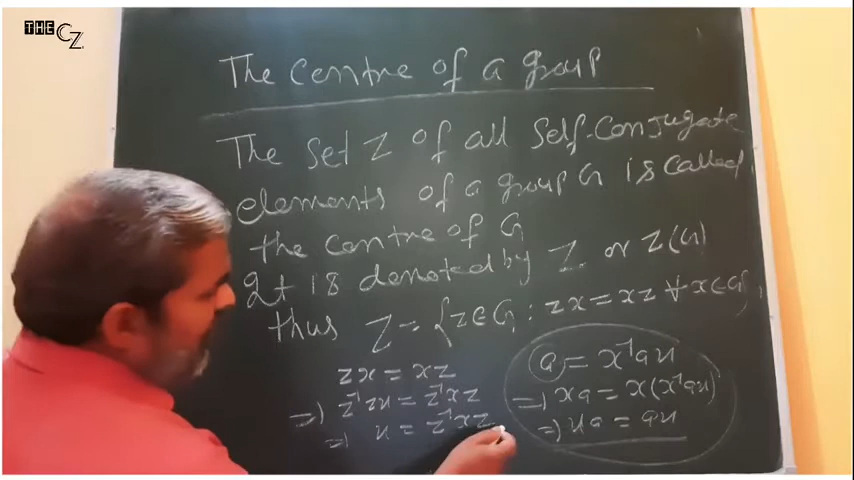 THE CZ
The Centre of a group
The set Z of all self-conjugate
elements of a group G is called
the centre of G
It is denoted by Z or Z(G)
thus Z = {z∈G : zx = xz ∀ x∈G}
zx = xz
⇒) z⁻¹zx = z⁻¹xz
⇒) x = z⁻¹xz
a = x⁻¹ax
⇒) xa = x(x⁻¹ax)
⇒) xa = ax